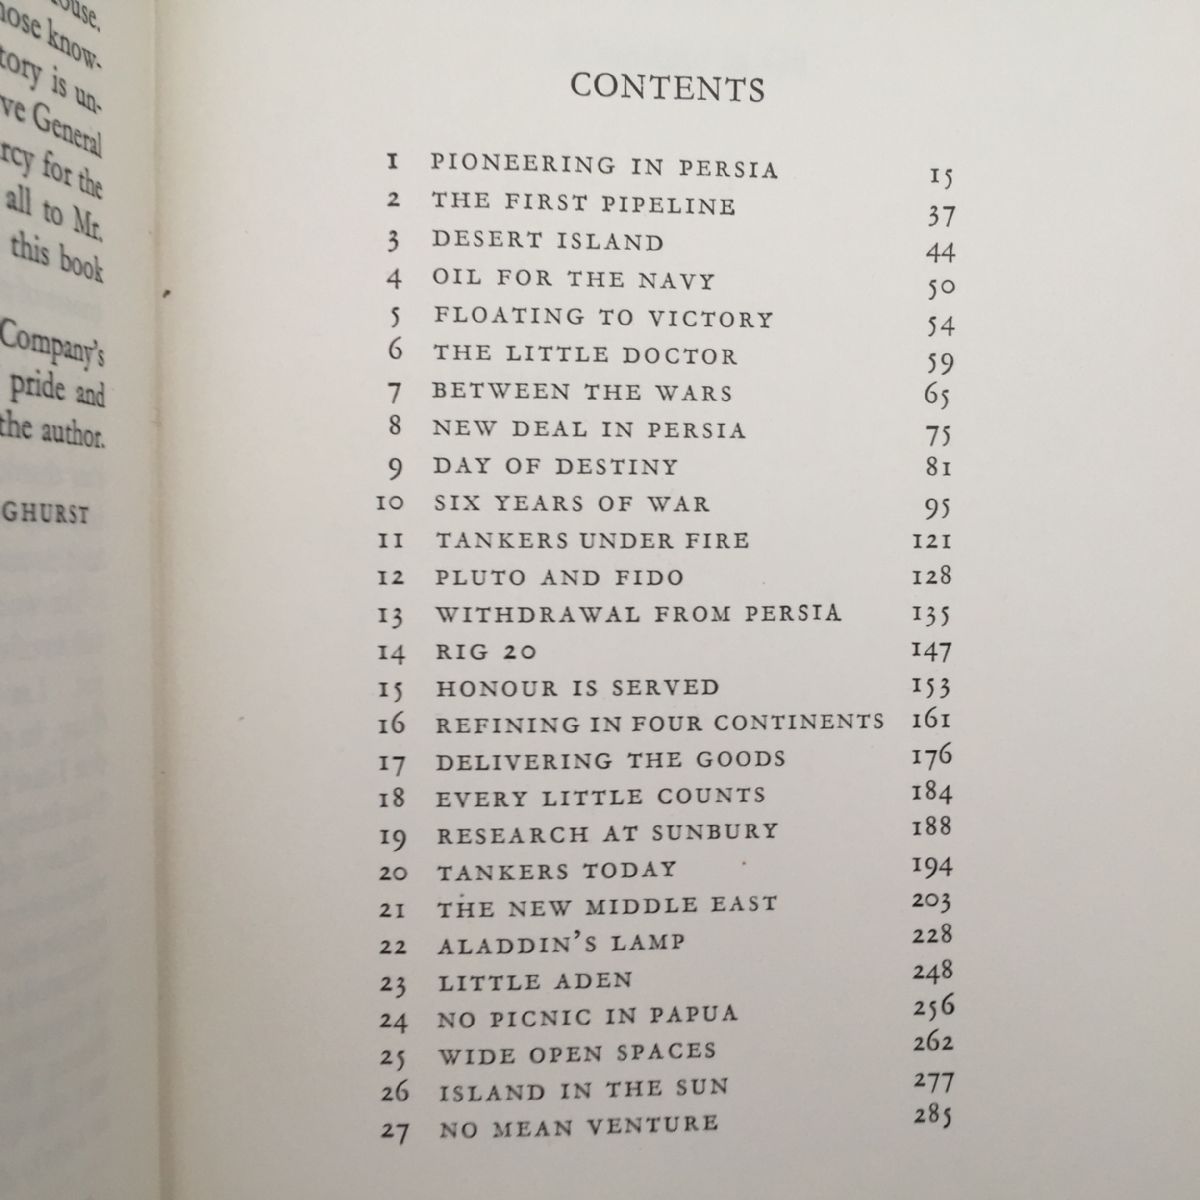 ouse.
hose know-
tory is un-
ve General
rcy for the
all to Mr.
this book
Company's
pride and
the author.
GHURST
CONTENTS
1 PIONEERING IN PERSIA 15
2 THE FIRST PIPELINE 37
3 DESERT ISLAND 44
4 OIL FOR THE NAVY 50
5 FLOATING TO VICTORY 54
6 THE LITTLE DOCTOR 59
7 BETWEEN THE WARS 65
8 NEW DEAL IN PERSIA 75
9 DAY OF DESTINY 81
10 SIX YEARS OF WAR 95
11 TANKERS UNDER FIRE 121
12 PLUTO AND FIDO 128
13 WITHDRAWAL FROM PERSIA 135
14 RIG 20 147
15 HONOUR IS SERVED 153
16 REFINING IN FOUR CONTINENTS 161
17 DELIVERING THE GOODS 176
18 EVERY LITTLE COUNTS 184
19 RESEARCH AT SUNBURY 188
20 TANKERS TODAY 194
21 THE NEW MIDDLE EAST 203
22 ALADDIN'S LAMP 228
23 LITTLE ADEN 248
24 NO PICNIC IN PAPUA 256
25 WIDE OPEN SPACES 262
26 ISLAND IN THE SUN 277
27 NO MEAN VENTURE 285